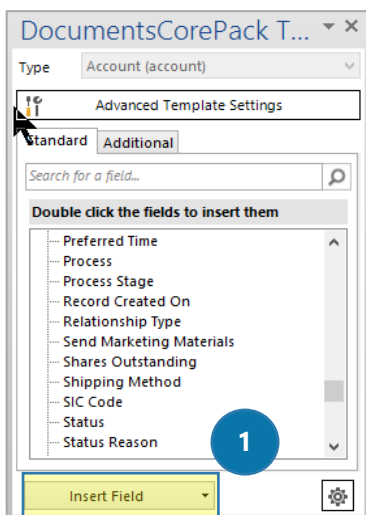 DocumentsCorePack T...
Type Account (account)
Advanced Template Settings
Standard Additional
Search for a field...
Double click the fields to insert them
Preferred Time
Process
Process Stage
Record Created On
Relationship Type
Send Marketing Materials
Shares Outstanding
Shipping Method
SIC Code
Status
Status Reason
1
Insert Field